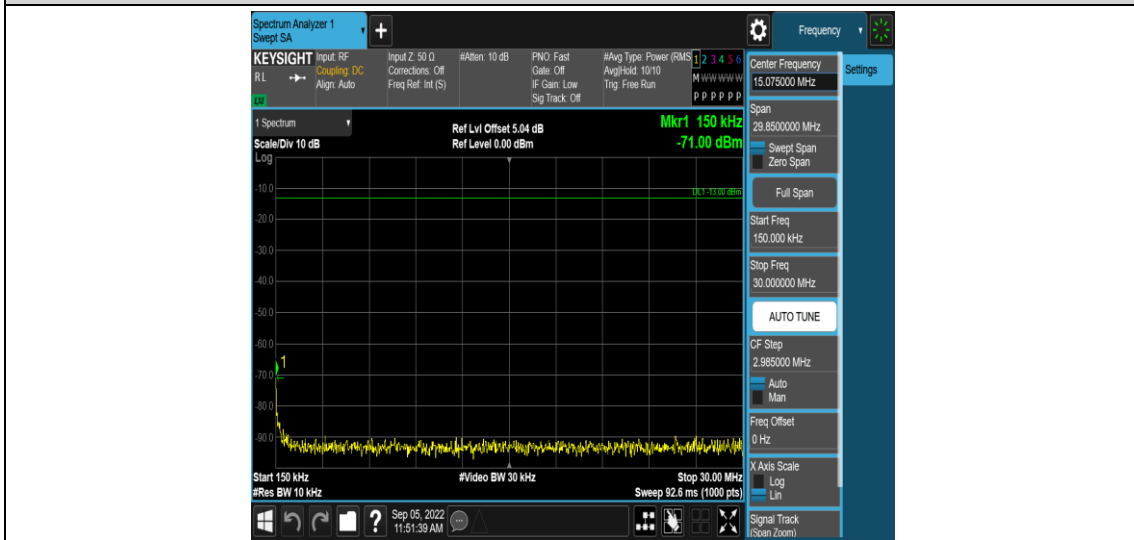 Spectrum Analyzer 1
Swept SA
+
Frequency
KEYSIGHT
RL
LXI
Input: RF
Coupling: DC
Align: Auto
Input Z: 50 Ω
Corrections: Off
Freq Ref: Int (S)
#Atten: 10 dB
PNO: Fast
Gate: Off
IF Gain: Low
Sig Track: Off
#Avg Type: Power (RMS
Avg|Hold: 10/10
Trig: Free Run
1 2 3 4 5 6
M W W W W W
P P P P P P
1 Spectrum
Scale/Div 10 dB
Log
Ref Lvl Offset 5.04 dB
Ref Level 0.00 dBm
Mkr1 150 kHz
-71.00 dBm
-10.0
DL1 -13.00 dBm
-20.0
-30.0
-40.0
-50.0
-60.0
1
-70.0
-80.0
-90.0
Start 150 kHz
#Res BW 10 kHz
#Video BW 30 kHz
Stop 30.00 MHz
Sweep 92.6 ms (1000 pts)
?
Sep 05, 2022
11:51:39 AM
Center Frequency
15.075000 MHz
Settings
Span
29.8500000 MHz
Swept Span
Zero Span
Full Span
Start Freq
150.000 kHz
Stop Freq
30.000000 MHz
AUTO TUNE
CF Step
2.985000 MHz
Auto
Man
Freq Offset
0 Hz
X Axis Scale
Log
Lin
Signal Track
(Span Zoom)